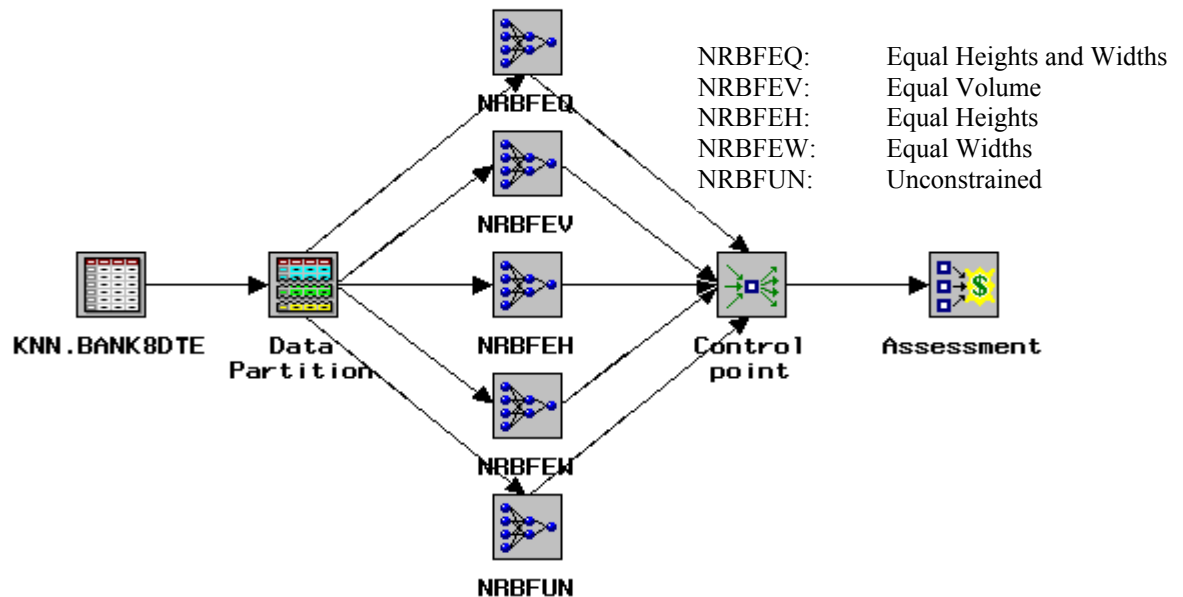 NRBFEQ: Equal Heights and Widths
NRBFEV: Equal Volume
NRBFEH: Equal Heights
NRBFEW: Equal Widths
NRBFUN: Unconstrained
NRBFEQ
NRBFEV
KNN.BANK8DTE
Data
Partition
NRBFEH
Control
point
Assessment
NRBFEW
NRBFUN